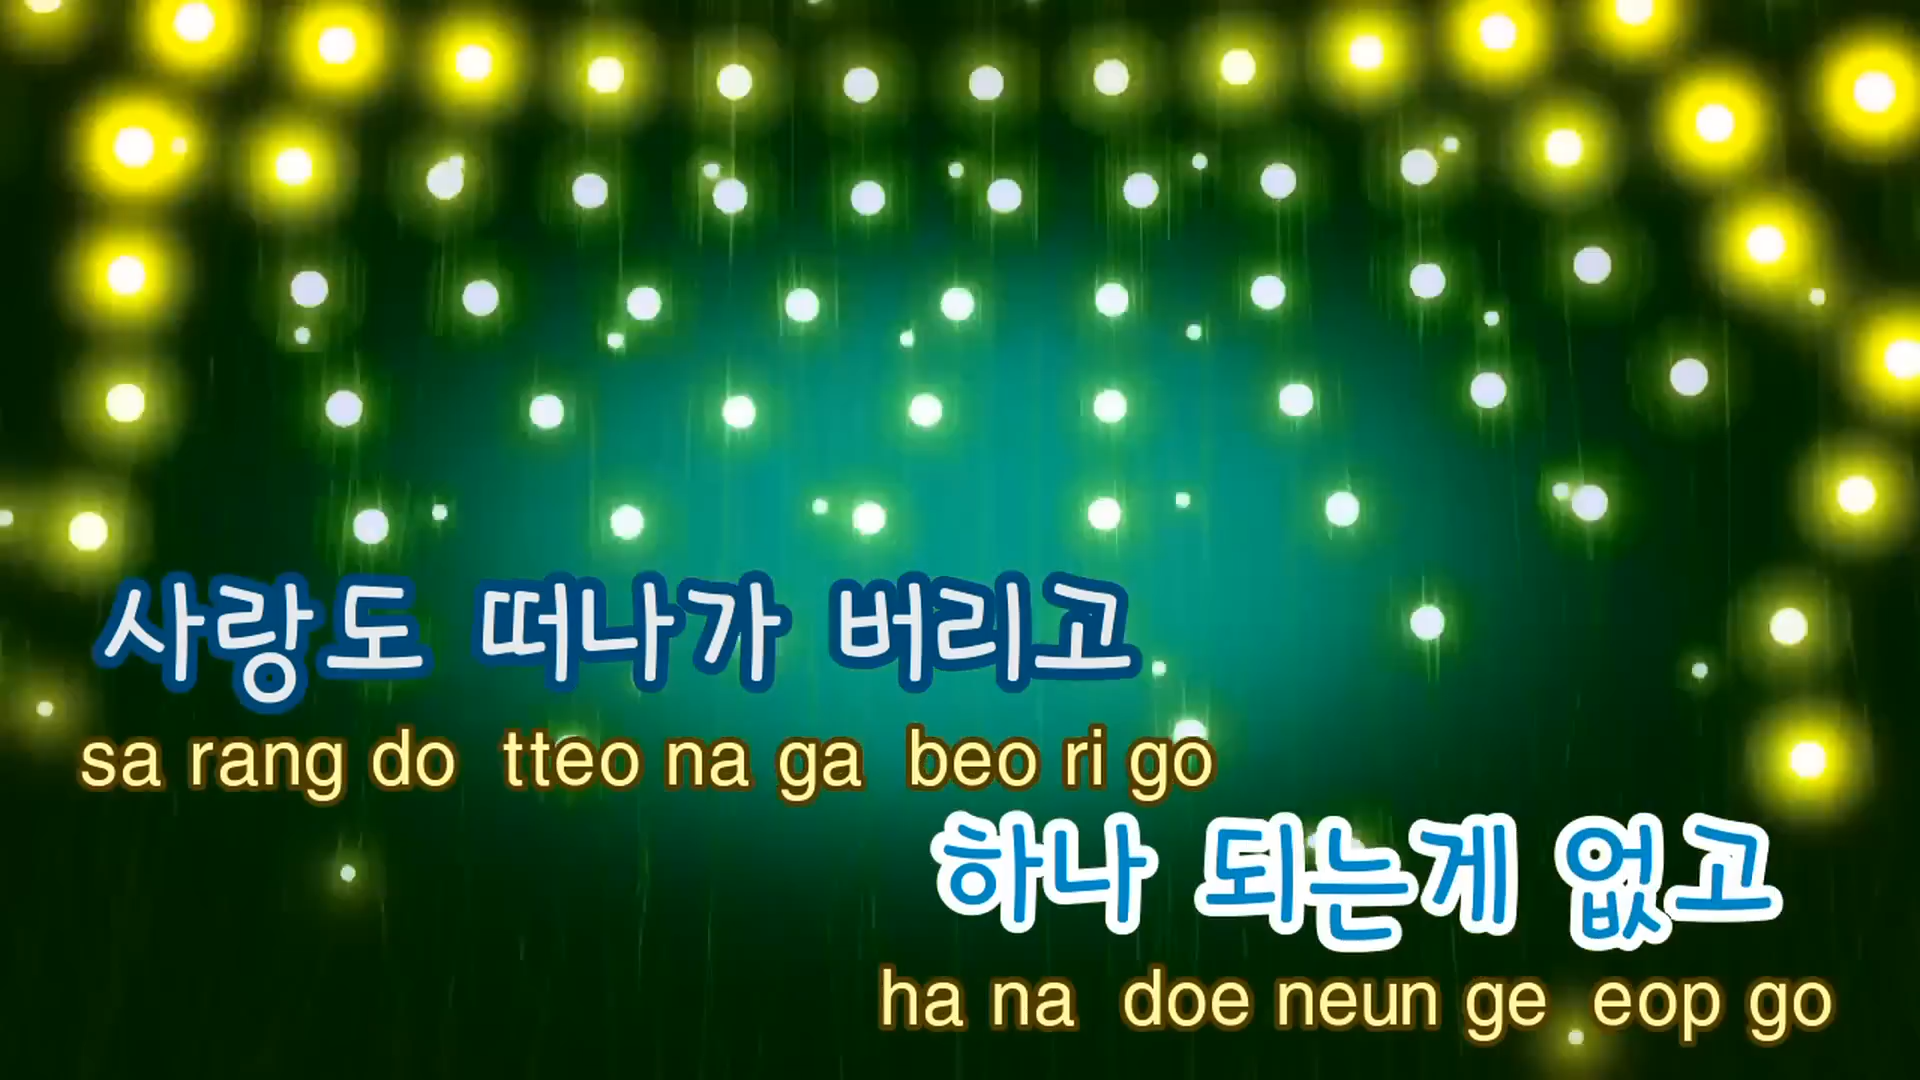 사랑도 떠나가 버리고
sa rang do tteo na ga beo ri go
하나 되는게 없고
ha na doe neun ge eop go